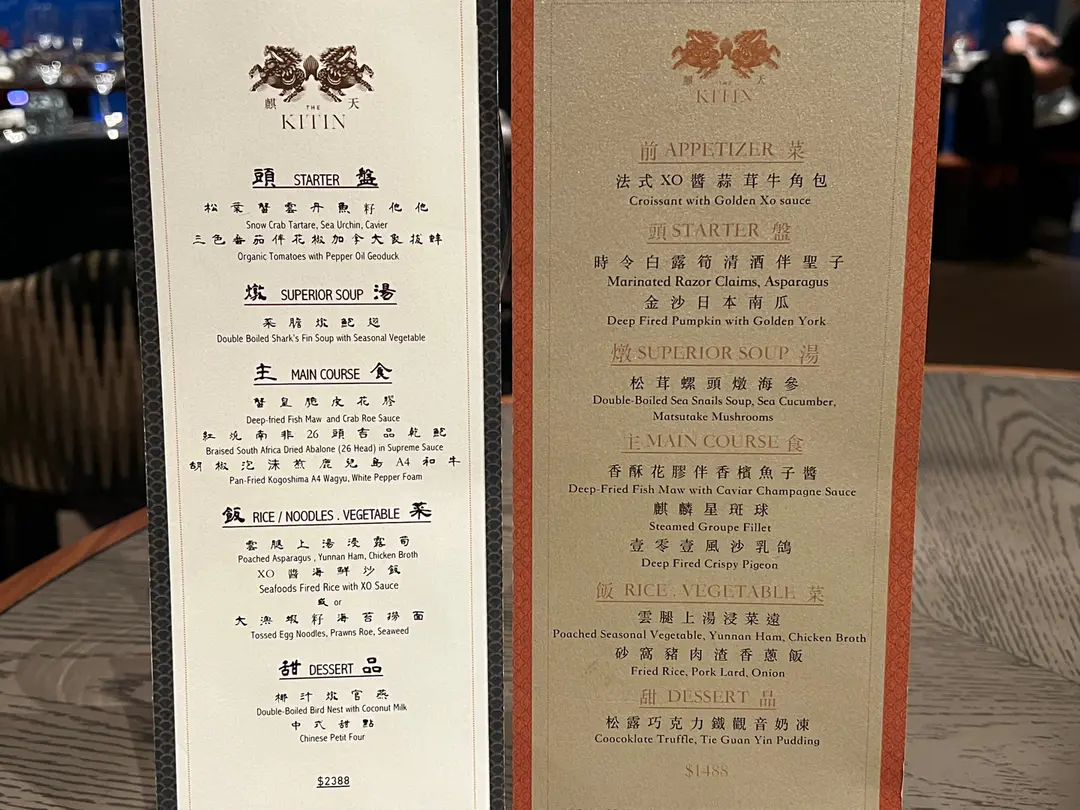 麒 天
THE
KITIN
頭 STARTER 盤
松葉蟹雲丹魚籽他他
Snow Crab Tartare, Sea Urchin, Cavier
三色番茄伴花椒加拿大象拔蚌
Organic Tomatoes with Pepper Oil Geoduck
燉 SUPERIOR SOUP 湯
菜膽燉鮑翅
Double Boiled Shark's Fin Soup with Seasonal Vegetable
主 MAIN COURSE 食
蟹皇脆皮花膠
Deep-fried Fish Maw and Crab Roe Sauce
紅燒南非26頭吉品乾鮑
Braised South Africa Dried Abalone (26 Head) in Supreme Sauce
胡椒泡沫煎鹿兒島A4和牛
Pan-Fried Kogoshima A4 Wagyu, White Pepper Foam
飯 RICE / NOODLES . VEGETABLE 菜
雲腿上湯浸露荀
Poached Asparagus , Yunnan Ham, Chicken Broth
XO醬海鮮炒飯
Seafoods Fired Rice with XO Sauce
或 or
大澳蝦籽海苔撈面
Tossed Egg Noodles, Prawns Roe, Seaweed
甜 DESSERT 品
椰汁燉官燕
Double-Boiled Bird Nest with Coconut Milk
中式甜點
Chinese Petit Four
$2388
麒 天
THE
KITIN
前 APPETIZER 菜
法式XO醬蒜茸牛角包
Croissant with Golden Xo sauce
頭 STARTER 盤
時令白露筍清酒伴聖子
Marinated Razor Claims, Asparagus
金沙日本南瓜
Deep Fired Pumpkin with Golden York
燉 SUPERIOR SOUP 湯
松茸螺頭燉海參
Double-Boiled Sea Snails Soup, Sea Cucumber,
Matsutake Mushrooms
主 MAIN COURSE 食
香酥花膠伴香檳魚子醬
Deep-Fried Fish Maw with Caviar Champagne Sauce
麒麟星斑球
Steamed Groupe Fillet
壹零壹風沙乳鴿
Deep Fired Crispy Pigeon
飯 RICE . VEGETABLE 菜
雲腿上湯浸菜遠
Poached Seasonal Vegetable, Yunnan Ham, Chicken Broth
砂窩豬肉渣香蔥飯
Fried Rice, Pork Lard, Onion
甜 DESSERT 品
松露巧克力鐵觀音奶凍
Coocoklate Truffle, Tie Guan Yin Pudding
$1488